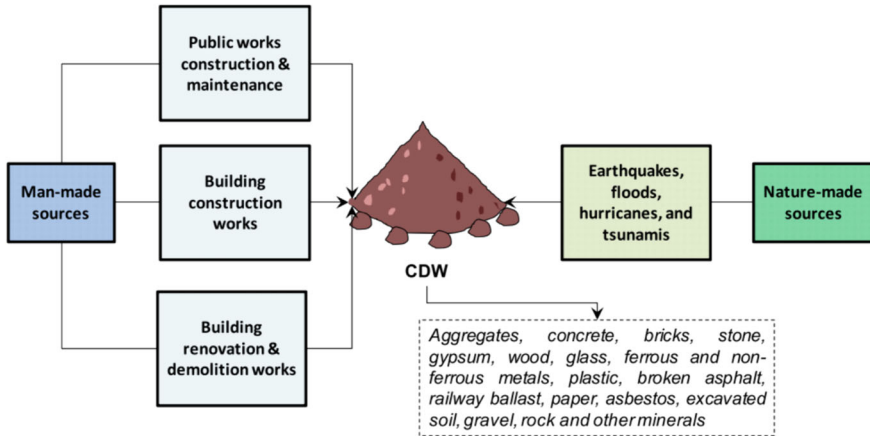 Public works
construction &
maintenance
Man-made
sources
Building
construction
works
Building
renovation &
demolition works
CDW
Earthquakes,
floods,
hurricanes, and
tsunamis
Nature-made
sources
Aggregates, concrete, bricks, stone,
gypsum, wood, glass, ferrous and non-
ferrous metals, plastic, broken asphalt,
railway ballast, paper, asbestos, excavated
soil, gravel, rock and other minerals